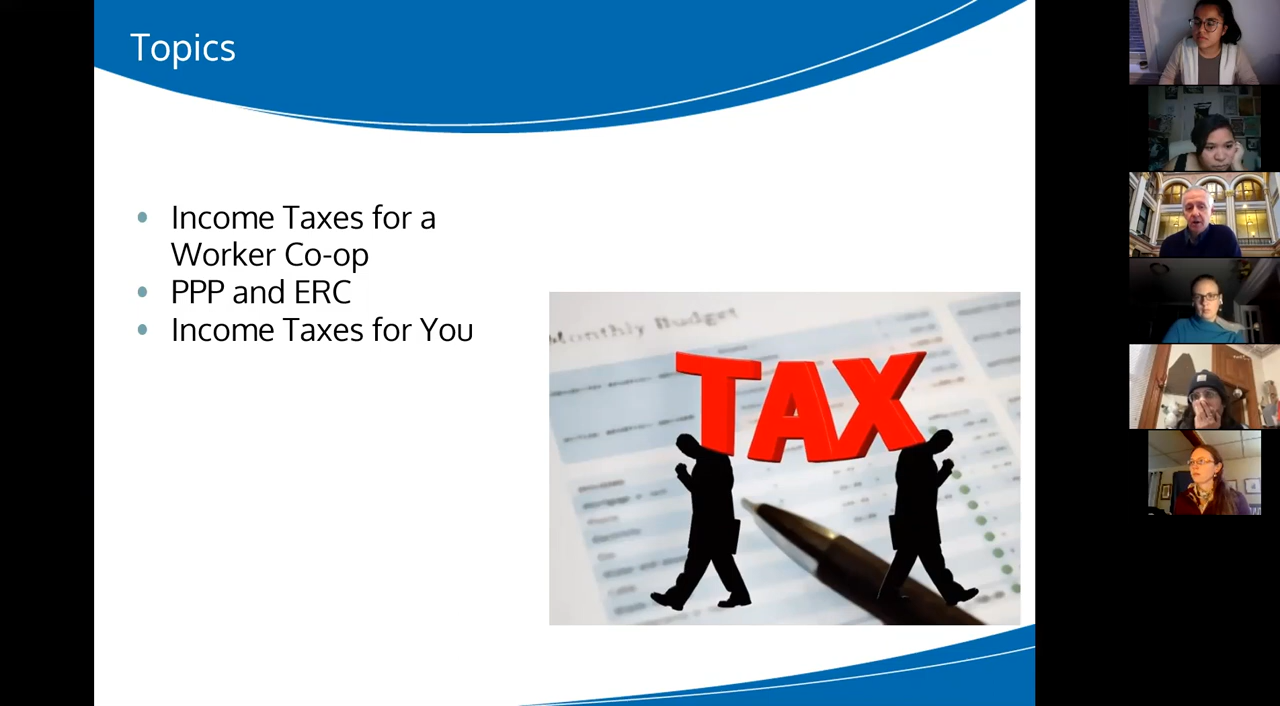 Topics
Income Taxes for a
Worker Co-op
PPP and ERC
Income Taxes for You
Monthly Budget
TAX